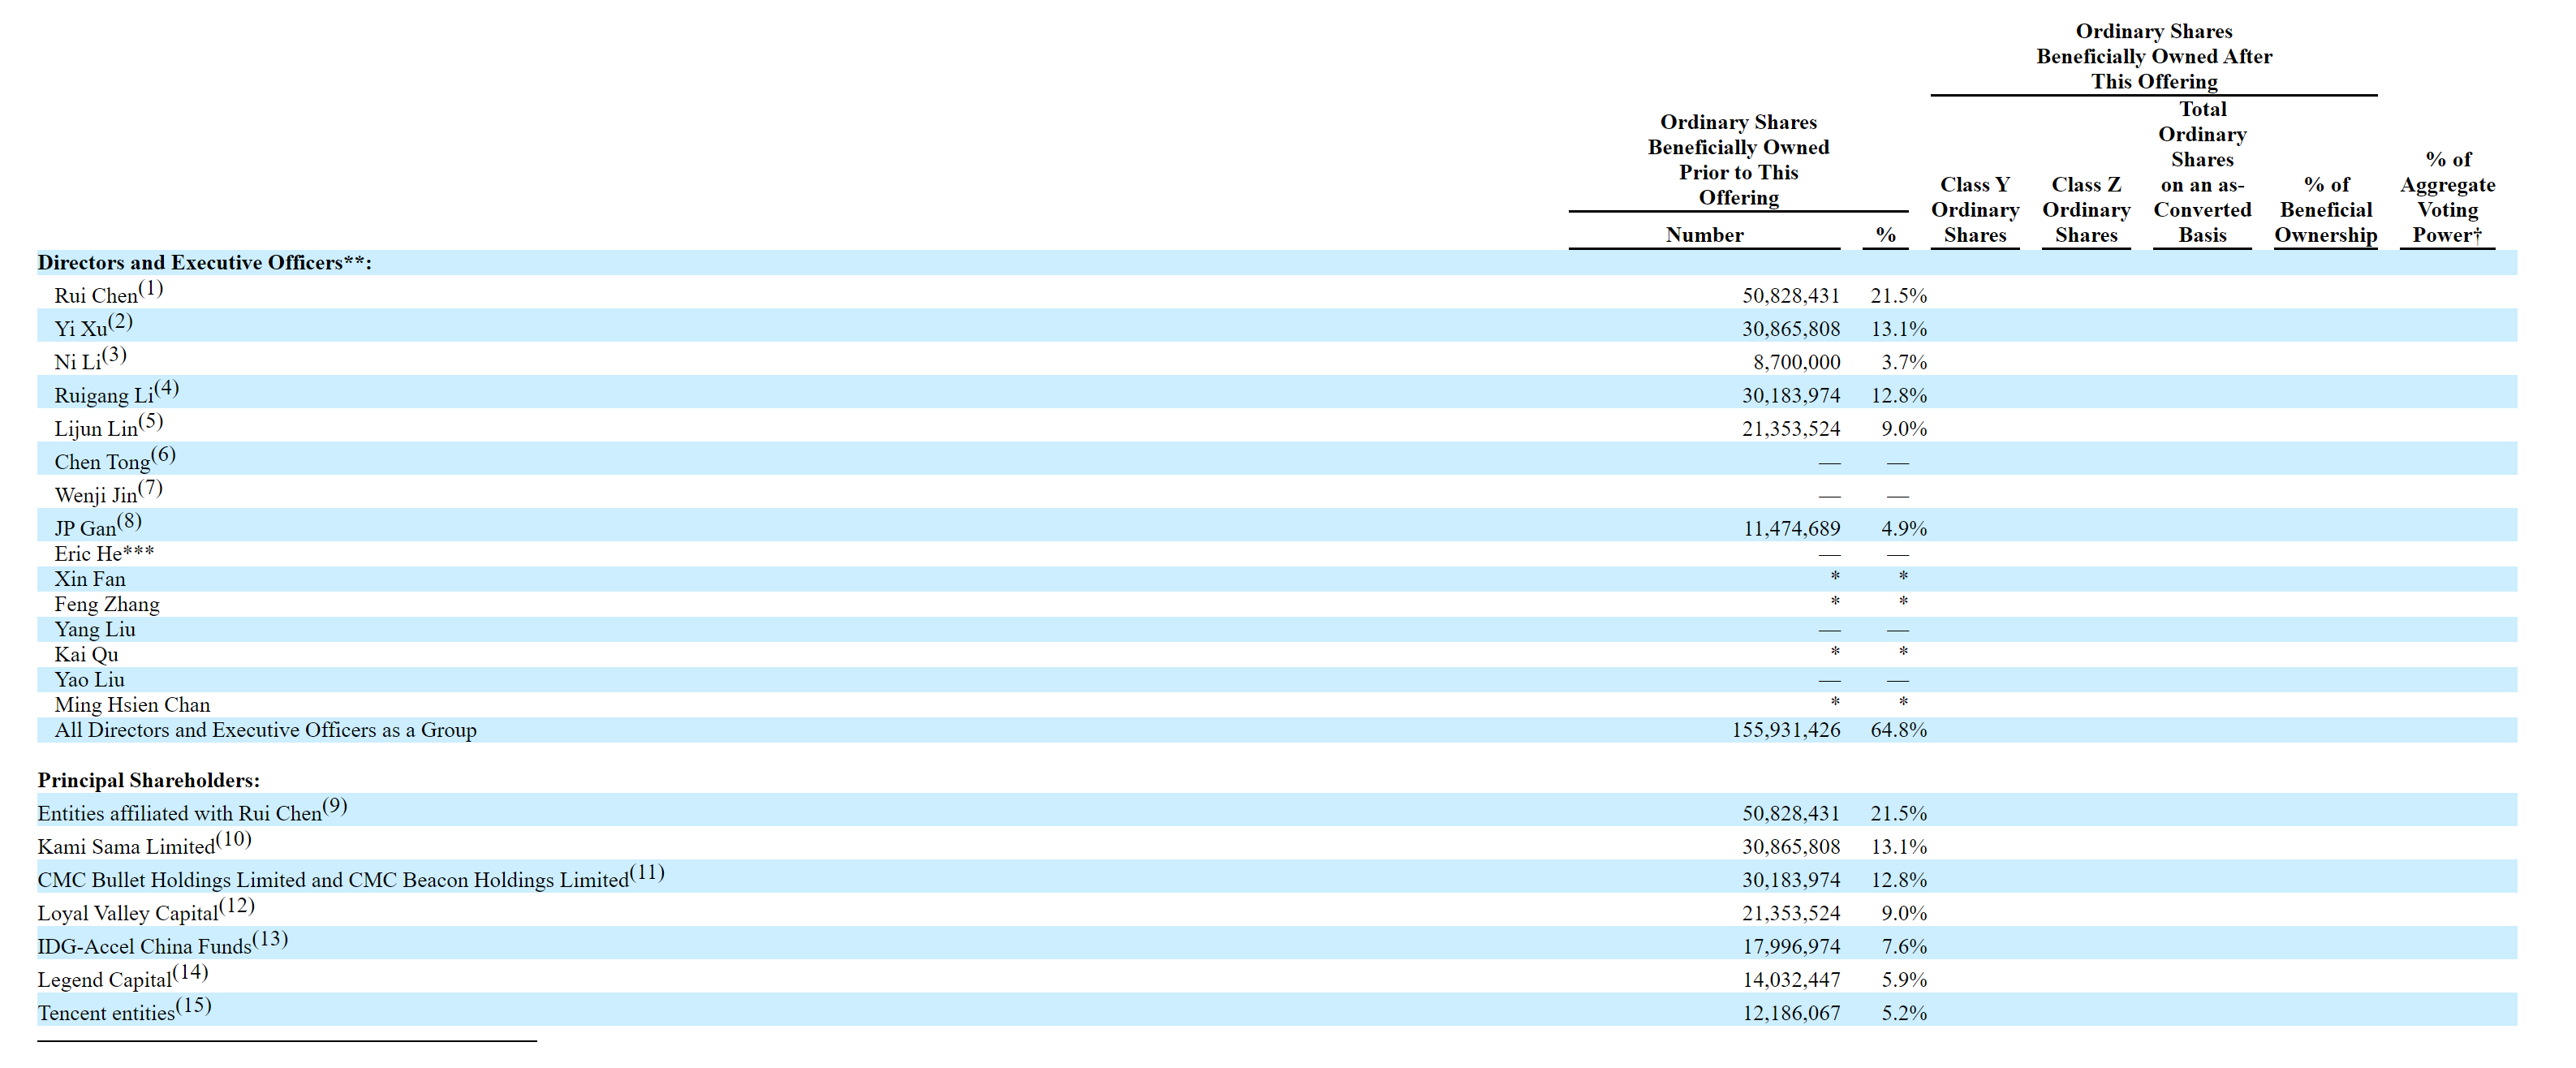 Ordinary Shares
Beneficially Owned After
This Offering
Ordinary Shares
Beneficially Owned
Prior to This
Offering
Class Y
Ordinary
Shares
Class Z
Ordinary
Shares
Total
Ordinary
Shares
on an as-
Converted
Basis
% of
Beneficial
Ownership
% of
Aggregate
Voting
Power†
Number %
Directors and Executive Officers**:
Rui Chen(1) 50,828,431 21.5%
Yi Xu(2) 30,865,808 13.1%
Ni Li(3) 8,700,000 3.7%
Ruigang Li(4) 30,183,974 12.8%
Lijun Lin(5) 21,353,524 9.0%
Chen Tong(6) — —
Wenji Jin(7) — —
JP Gan(8) 11,474,689 4.9%
Eric He*** — —
Xin Fan * *
Feng Zhang * *
Yang Liu — —
Kai Qu * *
Yao Liu — —
Ming Hsien Chan * *
All Directors and Executive Officers as a Group 155,931,426 64.8%
Principal Shareholders:
Entities affiliated with Rui Chen(9) 50,828,431 21.5%
Kami Sama Limited(10) 30,865,808 13.1%
CMC Bullet Holdings Limited and CMC Beacon Holdings Limited(11) 30,183,974 12.8%
Loyal Valley Capital(12) 21,353,524 9.0%
IDG-Accel China Funds(13) 17,996,974 7.6%
Legend Capital(14) 14,032,447 5.9%
Tencent entities(15) 12,186,067 5.2%